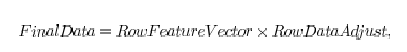 FinalData = RowFeatureVector × RowDataAdjust,